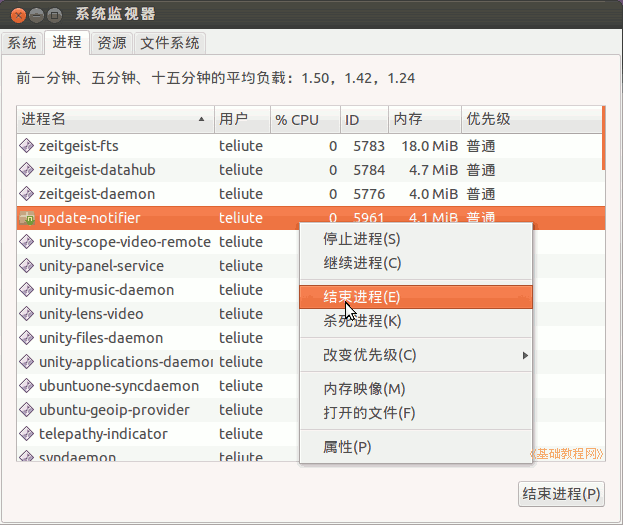 系统监视器
系统 进程 资源 文件系统
前一分钟、五分钟、十五分钟的平均负载：1.50，1.42，1.24
进程名 用户 % CPU ID 内存 优先级
zeitgeist-fts teliute 0 5783 18.0 MiB 普通
zeitgeist-datahub teliute 0 5784 4.7 MiB 普通
zeitgeist-daemon teliute 0 5776 4.0 MiB 普通
update-notifier teliute 0 5961 4.1 MiB 普通
unity-scope-video-remote teliute
停止进程(S)
unity-panel-service teliute
继续进程(C)
unity-music-daemon teliute
结束进程(E)
unity-lens-video teliute
杀死进程(K)
unity-files-daemon teliute
改变优先级(C)
unity-applications-daemon teliute
ubuntuone-syncdaemon teliute
内存映像(M)
ubuntu-geoip-provider teliute
打开的文件(F)
telepathy-indicator teliute
属性(P)
syndaemon teliute
《基础教程网》
结束进程(P)